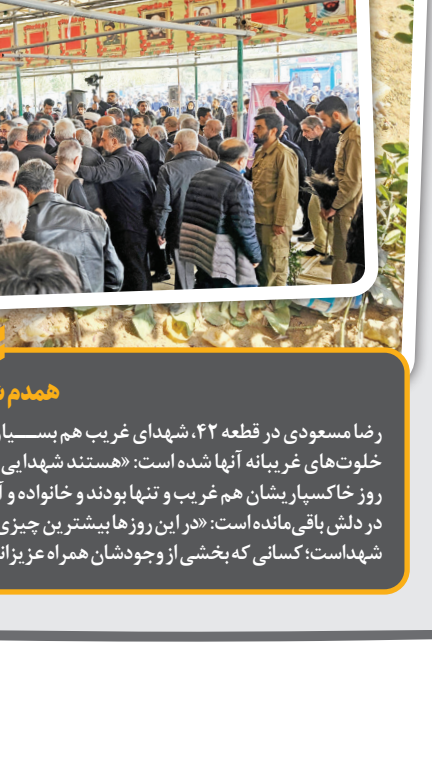 همدم
رضا مسعودی در قطعه ۴۲، شهدای غریب هم بســـیار
خلوت‌های غریبانه آنها شده است: «هستند شهدایی
روز خاکسپاریشان هم غریب و تنها بودند و خانواده و
در دلش باقی‌مانده است: «در این روزها بیشترین چیزی
شهداست؛ کسانی که بخشی از وجودشان همراه